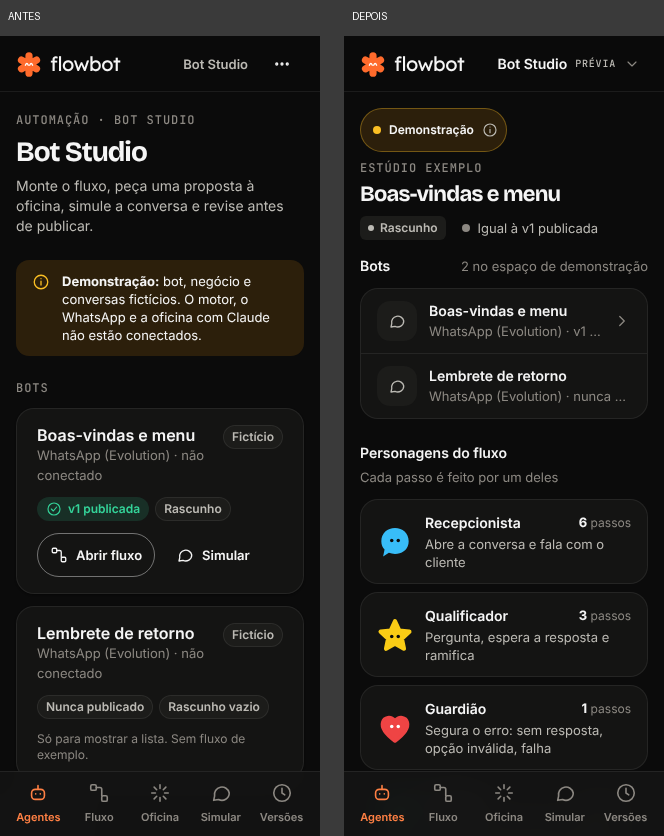 ANTES
flowbot
Bot Studio
AUTOMAÇÃO · BOT STUDIO
Bot Studio
Monte o fluxo, peça uma proposta à
oficina, simule a conversa e revise antes
de publicar.
Demonstração: bot, negócio e
conversas fictícios. O motor, o
WhatsApp e a oficina com Claude
não estão conectados.
BOTS
Boas-vindas e menu
Fictício
WhatsApp (Evolution) · não
conectado
v1 publicada
Rascunho
Abrir fluxo
Simular
Lembrete de retorno
Fictício
WhatsApp (Evolution) · não
conectado
Nunca publicado
Rascunho vazio
Só para mostrar a lista. Sem fluxo de
exemplo.
Agentes
Fluxo
Oficina
Simular
Versões
DEPOIS
flowbot
Bot Studio PRÉVIA
Demonstração
ESTÚDIO EXEMPLO
Boas-vindas e menu
Rascunho
Igual à v1 publicada
Bots
2 no espaço de demonstração
Boas-vindas e menu
WhatsApp (Evolution) · v1 ...
Lembrete de retorno
WhatsApp (Evolution) · nunca ...
Personagens do fluxo
Cada passo é feito por um deles
Recepcionista
6 passos
Abre a conversa e fala com o
cliente
Qualificador
3 passos
Pergunta, espera a resposta e
ramifica
Guardião
1 passos
Segura o erro: sem resposta,
opção inválida, falha
Agentes
Fluxo
Oficina
Simular
Versões